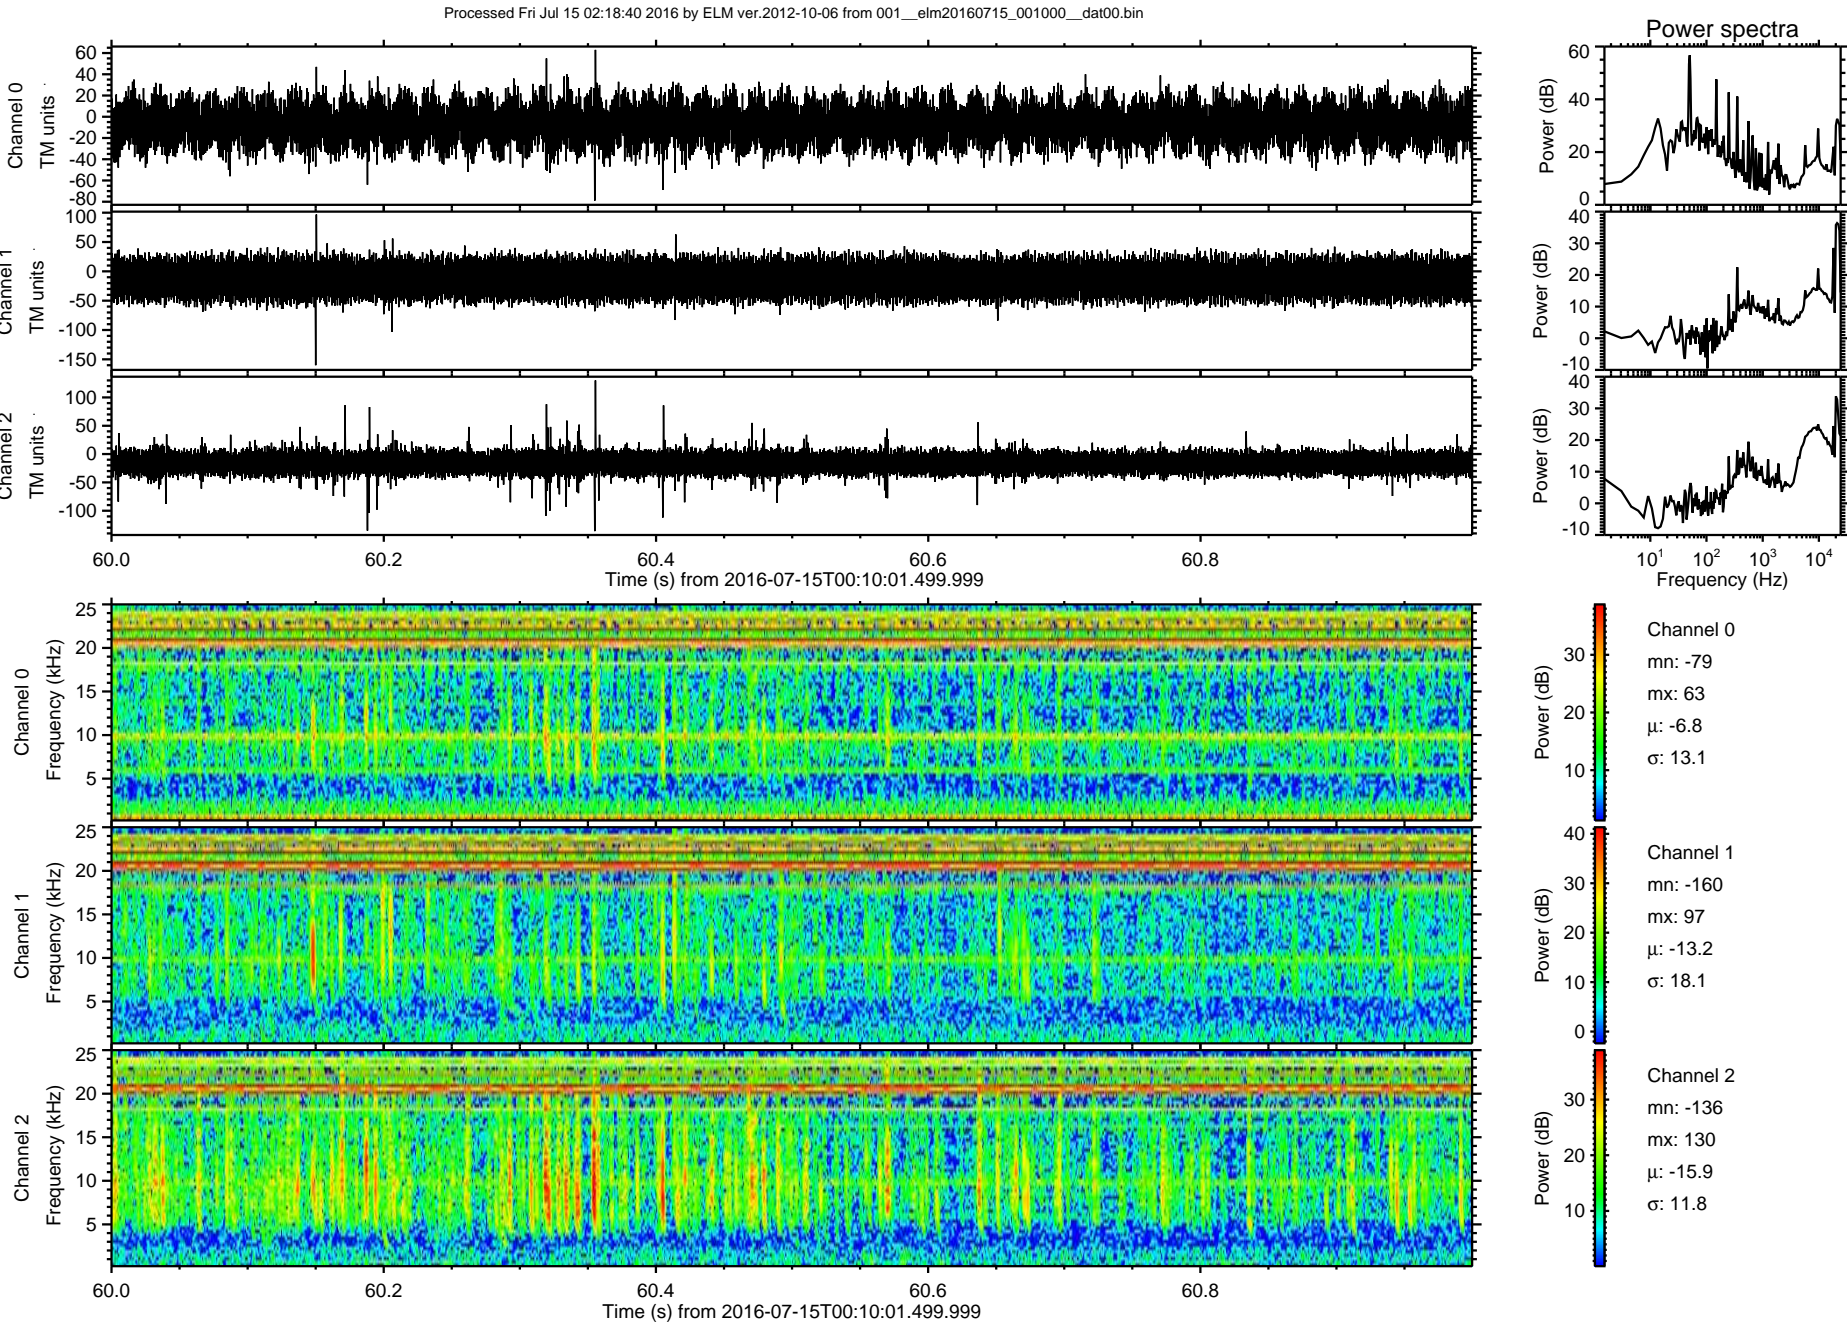 Processed Fri Jul 15 02:18:40 2016 by ELM ver.2012-10-06 from 001__elm20160715_001000__dat00.bin
Power spectra
Channel 0
TM units
60
40
20
0
-20
-40
-60
-80
Power (dB)
60
40
20
0
Channel 1
TM units
100
50
0
-50
-100
-150
Power (dB)
40
30
20
10
0
-10
Channel 2
TM units
100
50
0
-50
-100
Power (dB)
40
30
20
10
0
-10
60.0 60.2 60.4 60.6 60.8
Time (s) from 2016-07-15T00:10:01.499.999
10¹ 10² 10³ 10⁴
Frequency (Hz)
Channel 0
Frequency (kHz)
25
20
15
10
5
Power (dB)
30
20
10
Channel 0
mn: -79
mx: 63
μ: -6.8
σ: 13.1
Channel 1
Frequency (kHz)
25
20
15
10
5
Power (dB)
40
30
20
10
0
Channel 1
mn: -160
mx: 97
μ: -13.2
σ: 18.1
Channel 2
Frequency (kHz)
25
20
15
10
5
Power (dB)
30
20
10
Channel 2
mn: -136
mx: 130
μ: -15.9
σ: 11.8
60.0 60.2 60.4 60.6 60.8
Time (s) from 2016-07-15T00:10:01.499.999